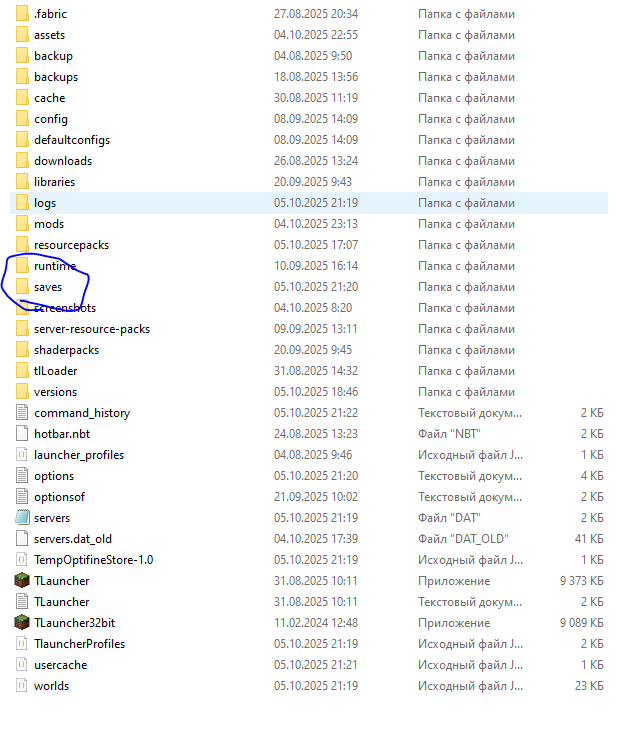 .fabric 27.08.2025 20:34 Папка с файлами
assets 04.10.2025 22:55 Папка с файлами
backup 04.08.2025 9:50 Папка с файлами
backups 18.08.2025 13:56 Папка с файлами
cache 30.08.2025 11:19 Папка с файлами
config 08.09.2025 14:09 Папка с файлами
defaultconfigs 08.09.2025 14:09 Папка с файлами
downloads 26.08.2025 13:24 Папка с файлами
libraries 20.09.2025 9:43 Папка с файлами
logs 05.10.2025 21:19 Папка с файлами
mods 04.10.2025 23:13 Папка с файлами
resourcepacks 05.10.2025 17:07 Папка с файлами
runtime 10.09.2025 16:14 Папка с файлами
saves 05.10.2025 21:20 Папка с файлами
screenshots 04.10.2025 8:20 Папка с файлами
server-resource-packs 09.09.2025 13:11 Папка с файлами
shaderpacks 20.09.2025 9:45 Папка с файлами
tlLoader 31.08.2025 14:32 Папка с файлами
versions 05.10.2025 18:46 Папка с файлами
command_history 05.10.2025 21:22 Текстовый докум... 2 КБ
hotbar.nbt 24.08.2025 13:23 Файл "NBT" 2 КБ
launcher_profiles 04.08.2025 9:46 Исходный файл J... 1 КБ
options 05.10.2025 21:20 Текстовый докум... 4 КБ
optionsof 21.09.2025 10:02 Текстовый докум... 2 КБ
servers 05.10.2025 21:19 Файл "DAT" 2 КБ
servers.dat_old 04.10.2025 17:39 Файл "DAT_OLD" 41 КБ
TempOptifineStore-1.0 05.10.2025 21:19 Исходный файл J... 1 КБ
TLauncher 31.08.2025 10:11 Приложение 9 373 КБ
TLauncher 31.08.2025 10:11 Текстовый докум... 2 КБ
TLauncher32bit 11.02.2024 12:48 Приложение 9 089 КБ
TlauncherProfiles 05.10.2025 21:19 Исходный файл J... 2 КБ
usercache 05.10.2025 21:21 Исходный файл J... 1 КБ
worlds 05.10.2025 21:19 Исходный файл J... 23 КБ